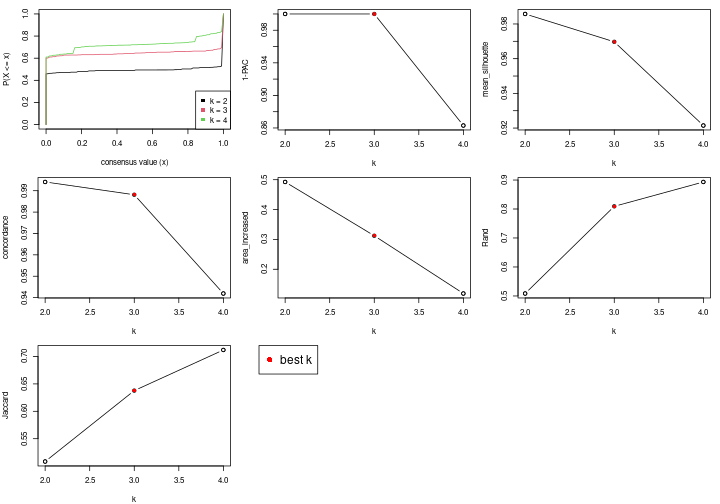 P(X <= x)
1.0
0.8
0.6
0.4
0.2
0.0
k = 2
k = 3
k = 4
0.0 0.2 0.4 0.6 0.8 1.0
consensus value (x)
1-PAC
0.98
0.94
0.90
0.86
2.0 2.5 3.0 3.5 4.0
k
mean_silhouette
0.98
0.96
0.94
0.92
2.0 2.5 3.0 3.5 4.0
k
concordance
0.99
0.98
0.97
0.96
0.95
0.94
2.0 2.5 3.0 3.5 4.0
k
area_increased
0.5
0.4
0.3
0.2
2.0 2.5 3.0 3.5 4.0
k
Rand
0.9
0.8
0.7
0.6
0.5
2.0 2.5 3.0 3.5 4.0
k
Jaccard
0.70
0.65
0.60
0.55
2.0 2.5 3.0 3.5 4.0
k
best k